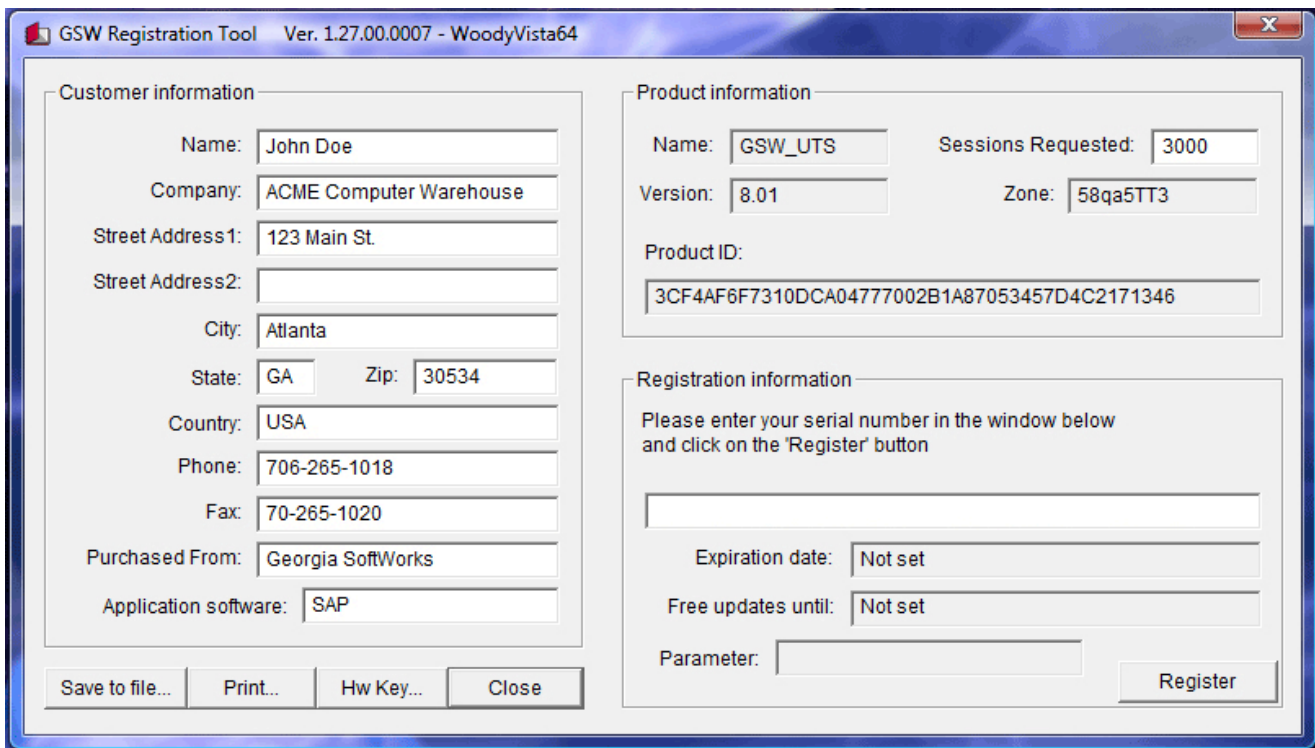 GSW Registration Tool Ver. 1.27.00.0007 - WoodyVista64
Customer information
Name: John Doe
Company: ACME Computer Warehouse
Street Address1: 123 Main St.
Street Address2:
City: Atlanta
State: GA Zip: 30534
Country: USA
Phone: 706-265-1018
Fax: 70-265-1020
Purchased From: Georgia SoftWorks
Application software: SAP
Save to file... Print... Hw Key... Close
Product information
Name: GSW_UTS Sessions Requested: 3000
Version: 8.01 Zone: 58qa5TT3
Product ID:
3CF4AF6F7310DCA04777002B1A87053457D4C2171346
Registration information
Please enter your serial number in the window below
and click on the 'Register' button
Expiration date: Not set
Free updates until: Not set
Parameter:
Register